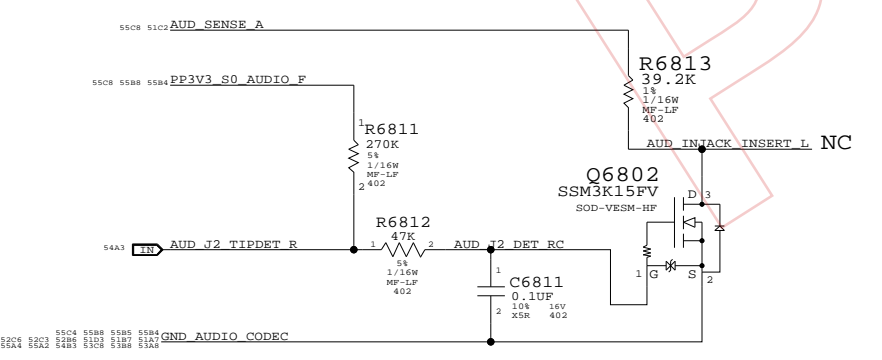 55C8 51C2 AUD_SENSE_A
55C8 55B8 55B4 PP3V3_S0_AUDIO_F
R6813
39.2K
1%
1/16W
MF-LF
402
AUD_INJACK_INSERT_L NC
1
R6811
270K
5%
1/16W
MF-LF
2 402
Q6802
SSM3K15FV
SOD-VESM-HF
D 3
R6812
47K
54A3 IN AUD_J2_TIPDET_R 1 2 AUD_J2_DET_RC
5%
1/16W
MF-LF
402
1 G S 2
1
C6811
0.1UF
10% 16V
2 X5R 402
55C4 55B8 55B5 55B4
52C6 52C3 52B6 51D3 51B7 51A7 GND_AUDIO_CODEC
55A4 55A2 54B3 53C8 53B8 53A8